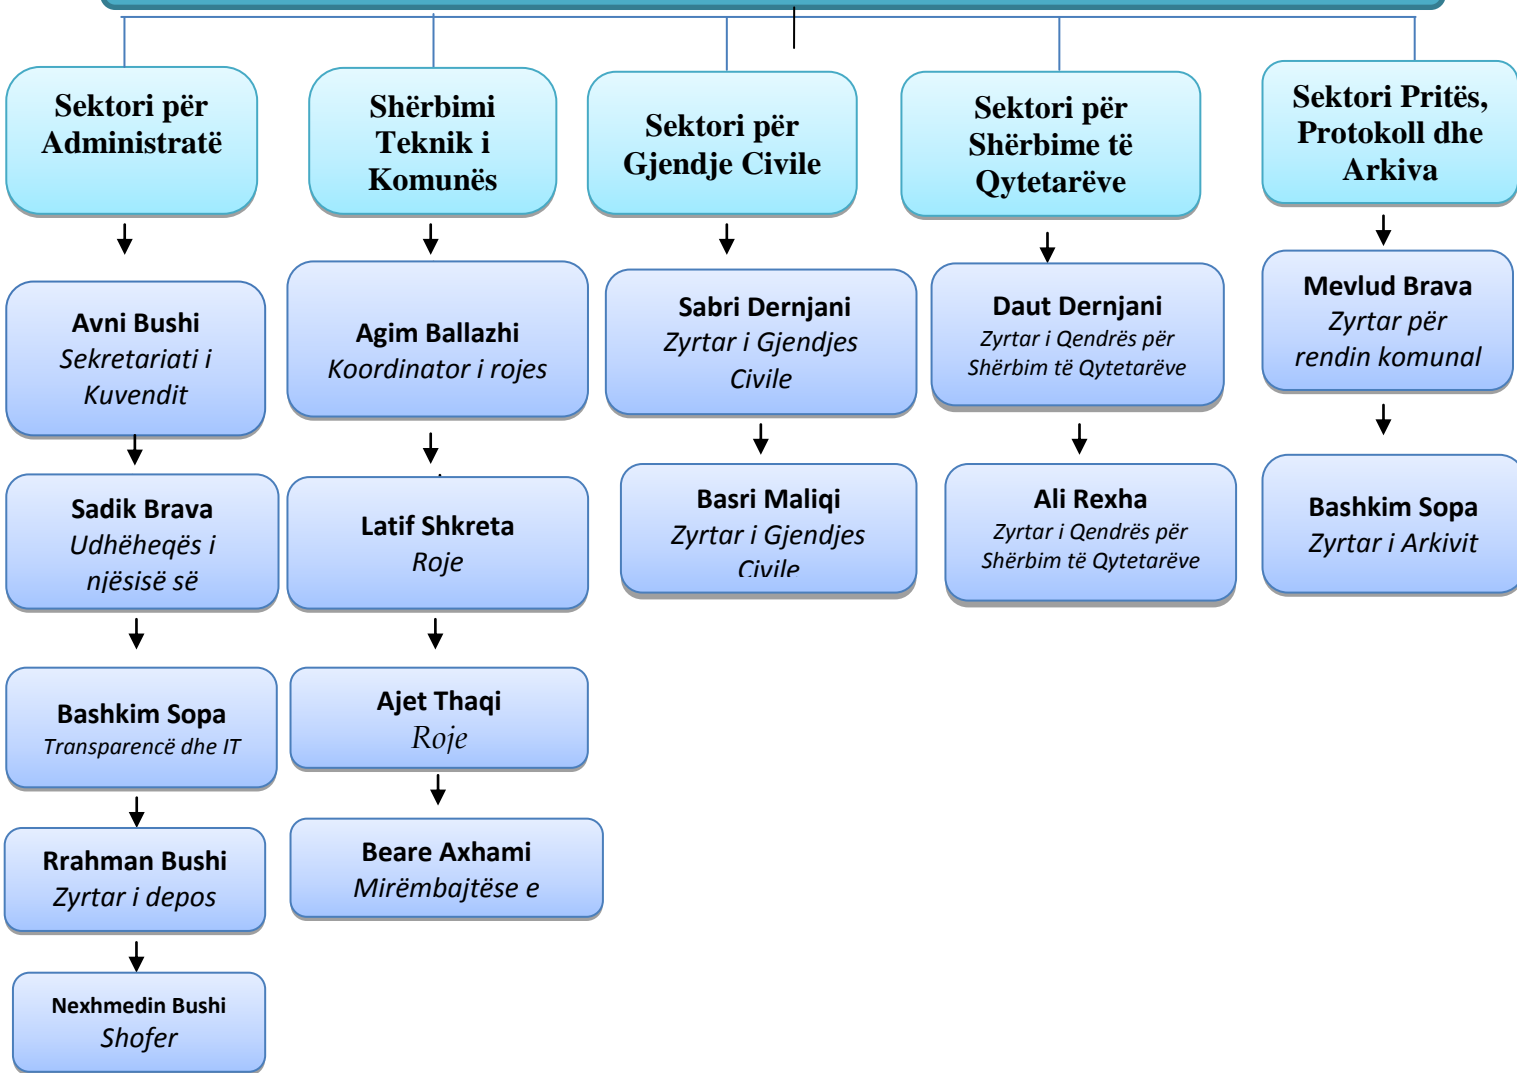 Sektori për
Administratë
Shërbimi
Teknik i
Komunës
Sektori për
Gjendje Civile
Sektori për
Shërbime të
Qytetarëve
Sektori Pritës,
Protokoll dhe
Arkiva
Avni Bushi
Sekretariati i
Kuvendit
Sadik Brava
Udhëheqës i
njësisë së
Bashkim Sopa
Transparencë dhe IT
Rrahman Bushi
Zyrtar i depos
Nexhmedin Bushi
Shofer
Agim Ballazhi
Koordinator i rojes
Latif Shkreta
Roje
Ajet Thaqi
Roje
Beare Axhami
Mirëmbajtëse e
Sabri Dernjani
Zyrtar i Gjendjes
Civile
Basri Maliqi
Zyrtar i Gjendjes
Civile
Daut Dernjani
Zyrtar i Qendrës për
Shërbim të Qytetarëve
Ali Rexha
Zyrtar i Qendrës për
Shërbim të Qytetarëve
Mevlud Brava
Zyrtar për
rendin komunal
Bashkim Sopa
Zyrtar i Arkivit